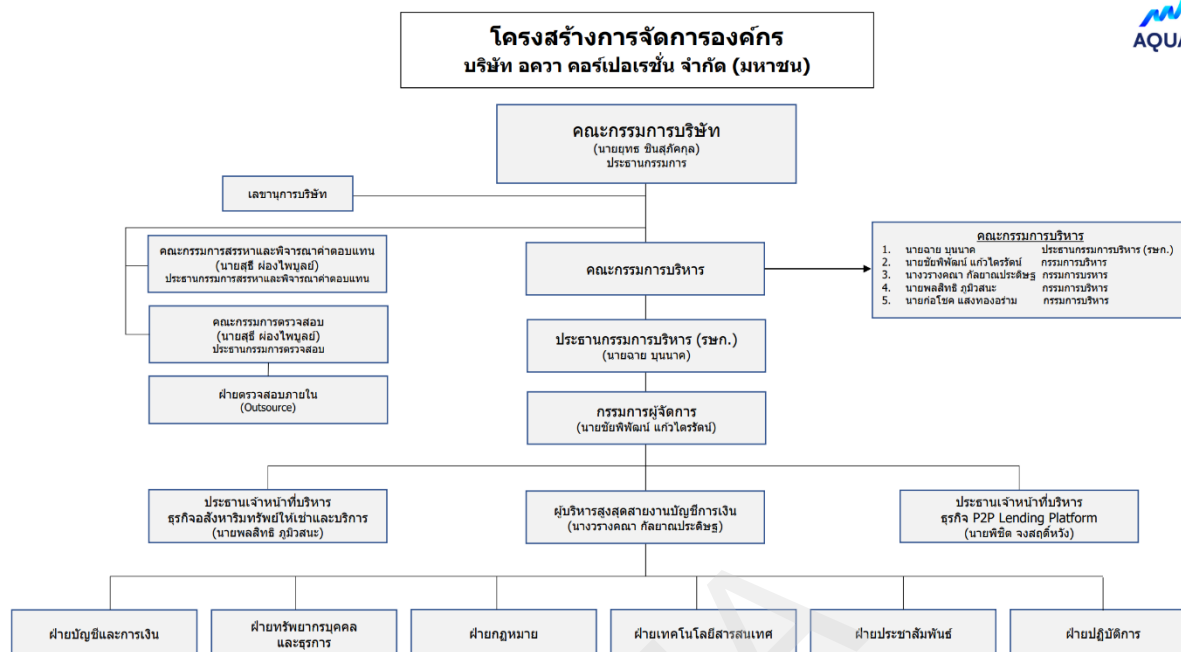 โครงสร้างการจัดการองค์กร
บริษัท อควา คอร์เปอเรชั่น จำกัด (มหาชน)
AQUA
คณะกรรมการบริษัท
(นายยุทธ ชินสุภัคกุล)
ประธานกรรมการ
เลขานุการบริษัท
คณะกรรมการสรรหาและพิจารณาค่าตอบแทน
(นายสุธี ผ่องไพบูลย์)
ประธานกรรมการสรรหาและพิจารณาค่าตอบแทน
คณะกรรมการบริหาร
คณะกรรมการบริหาร
1. นายฉาย บุนนาค ประธานกรรมการบริหาร (รษก.)
2. นายชัยพิพัฒน์ แก้วไตรรัตน์ กรรมการบริหาร
3. นางวรางคณา กัลยาณประดิษฐ กรรมการบริหาร
4. นายพลสิทธิ ภูมิวสนะ กรรมการบริหาร
5. นายก่อโชค แสงทองอร่าม กรรมการบริหาร
คณะกรรมการตรวจสอบ
(นายสุธี ผ่องไพบูลย์)
ประธานกรรมการตรวจสอบ
ประธานกรรมการบริหาร (รษก.)
(นายฉาย บุนนาค)
ฝ่ายตรวจสอบภายใน
(Outsource)
กรรมการผู้จัดการ
(นายชัยพิพัฒน์ แก้วไตรรัตน์)
ประธานเจ้าหน้าที่บริหาร
ธุรกิจอสังหาริมทรัพย์ให้เช่าและบริการ
(นายพลสิทธิ ภูมิวสนะ)
ผู้บริหารสูงสุดสายงานบัญชีการเงิน
(นางวรางคณา กัลยาณประดิษฐ)
ประธานเจ้าหน้าที่บริหาร
ธุรกิจ P2P Lending Platform
(นายพิชิต จงสฤติ์หวัง)
ฝ่ายบัญชีและการเงิน
ฝ่ายทรัพยากรบุคคล
และธุรการ
ฝ่ายกฎหมาย
ฝ่ายเทคโนโลยีสารสนเทศ
ฝ่ายประชาสัมพันธ์
ฝ่ายปฏิบัติการ